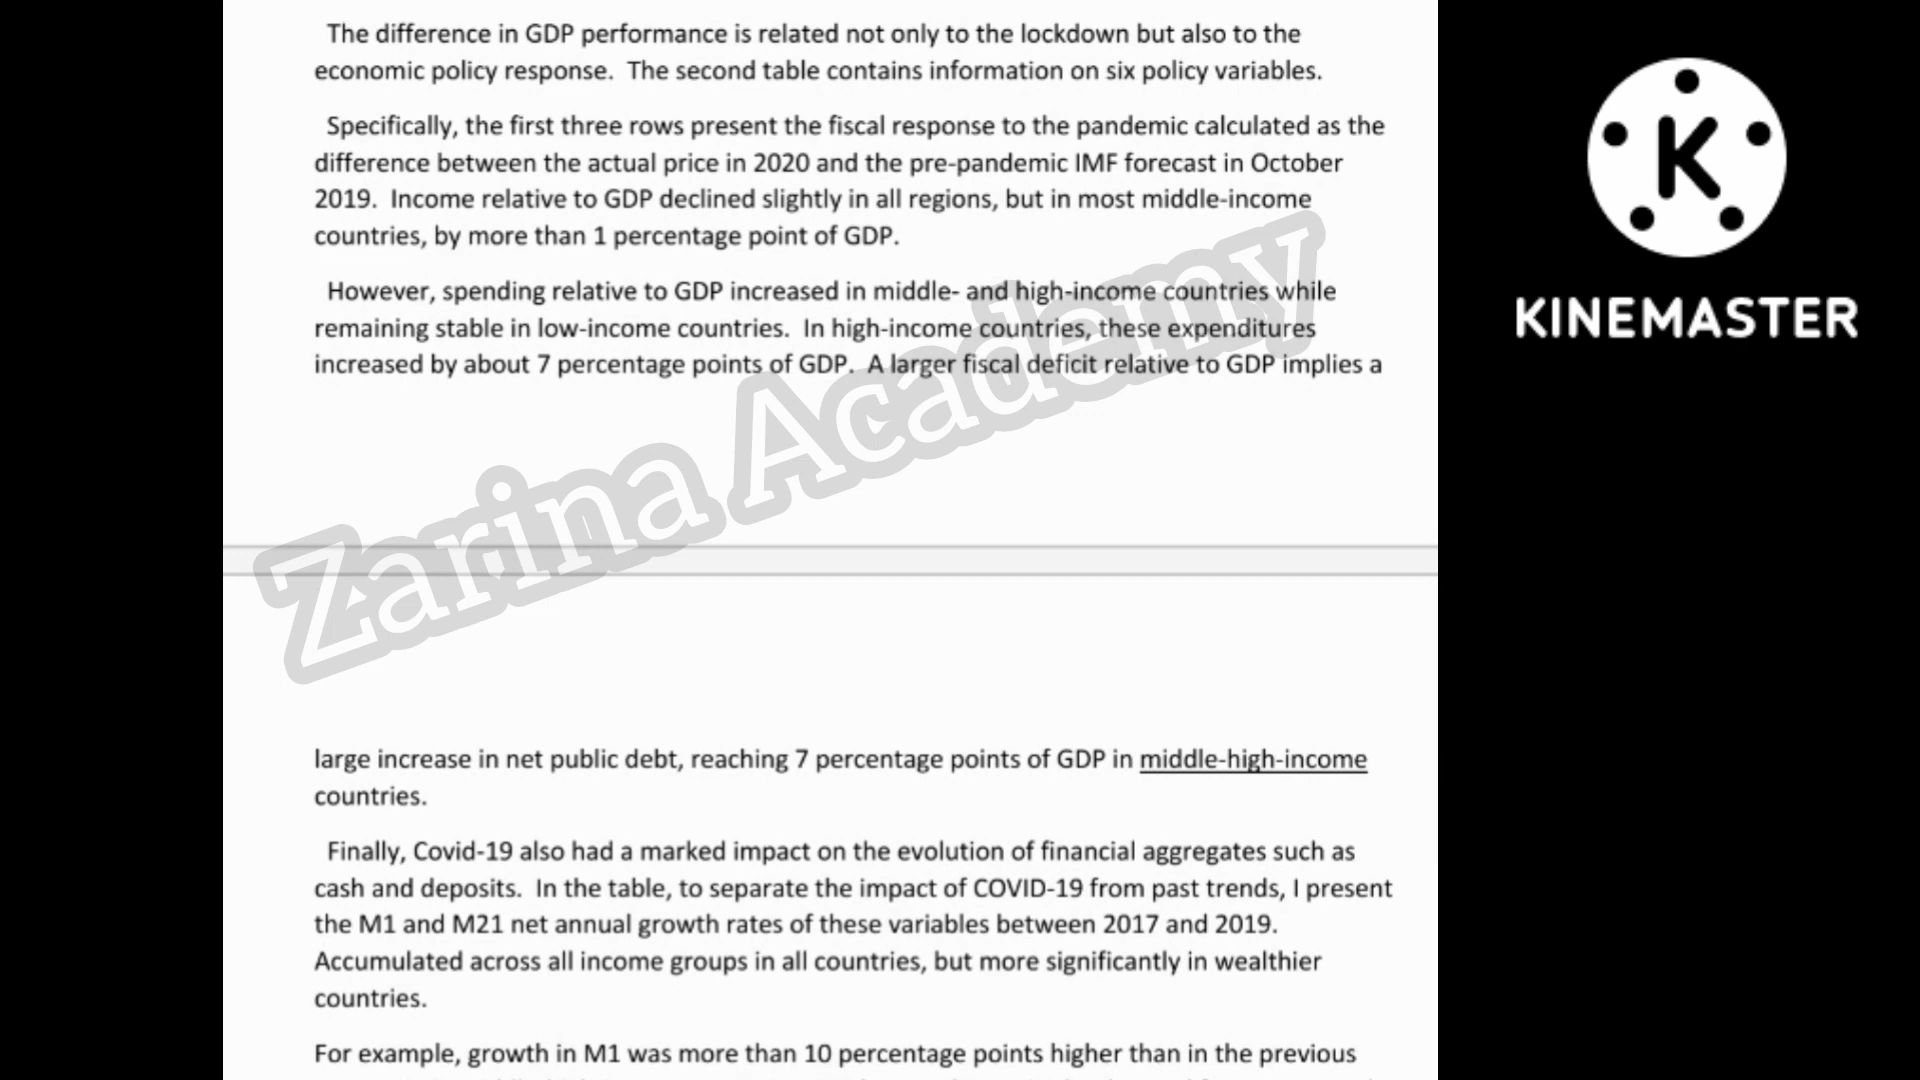 The difference in GDP performance is related not only to the lockdown but also to the
economic policy response. The second table contains information on six policy variables.
Specifically, the first three rows present the fiscal response to the pandemic calculated as the
difference between the actual price in 2020 and the pre-pandemic IMF forecast in October
2019. Income relative to GDP declined slightly in all regions, but in most middle-income
countries, by more than 1 percentage point of GDP.
However, spending relative to GDP increased in middle- and high-income countries while
remaining stable in low-income countries. In high-income countries, these expenditures
increased by about 7 percentage points of GDP. A larger fiscal deficit relative to GDP implies a
Zarina Academy
large increase in net public debt, reaching 7 percentage points of GDP in middle-high-income
countries.
Finally, Covid-19 also had a marked impact on the evolution of financial aggregates such as
cash and deposits. In the table, to separate the impact of COVID-19 from past trends, I present
the M1 and M21 net annual growth rates of these variables between 2017 and 2019.
Accumulated across all income groups in all countries, but more significantly in wealthier
countries.
For example, growth in M1 was more than 10 percentage points higher than in the previous
K
KINEMASTER